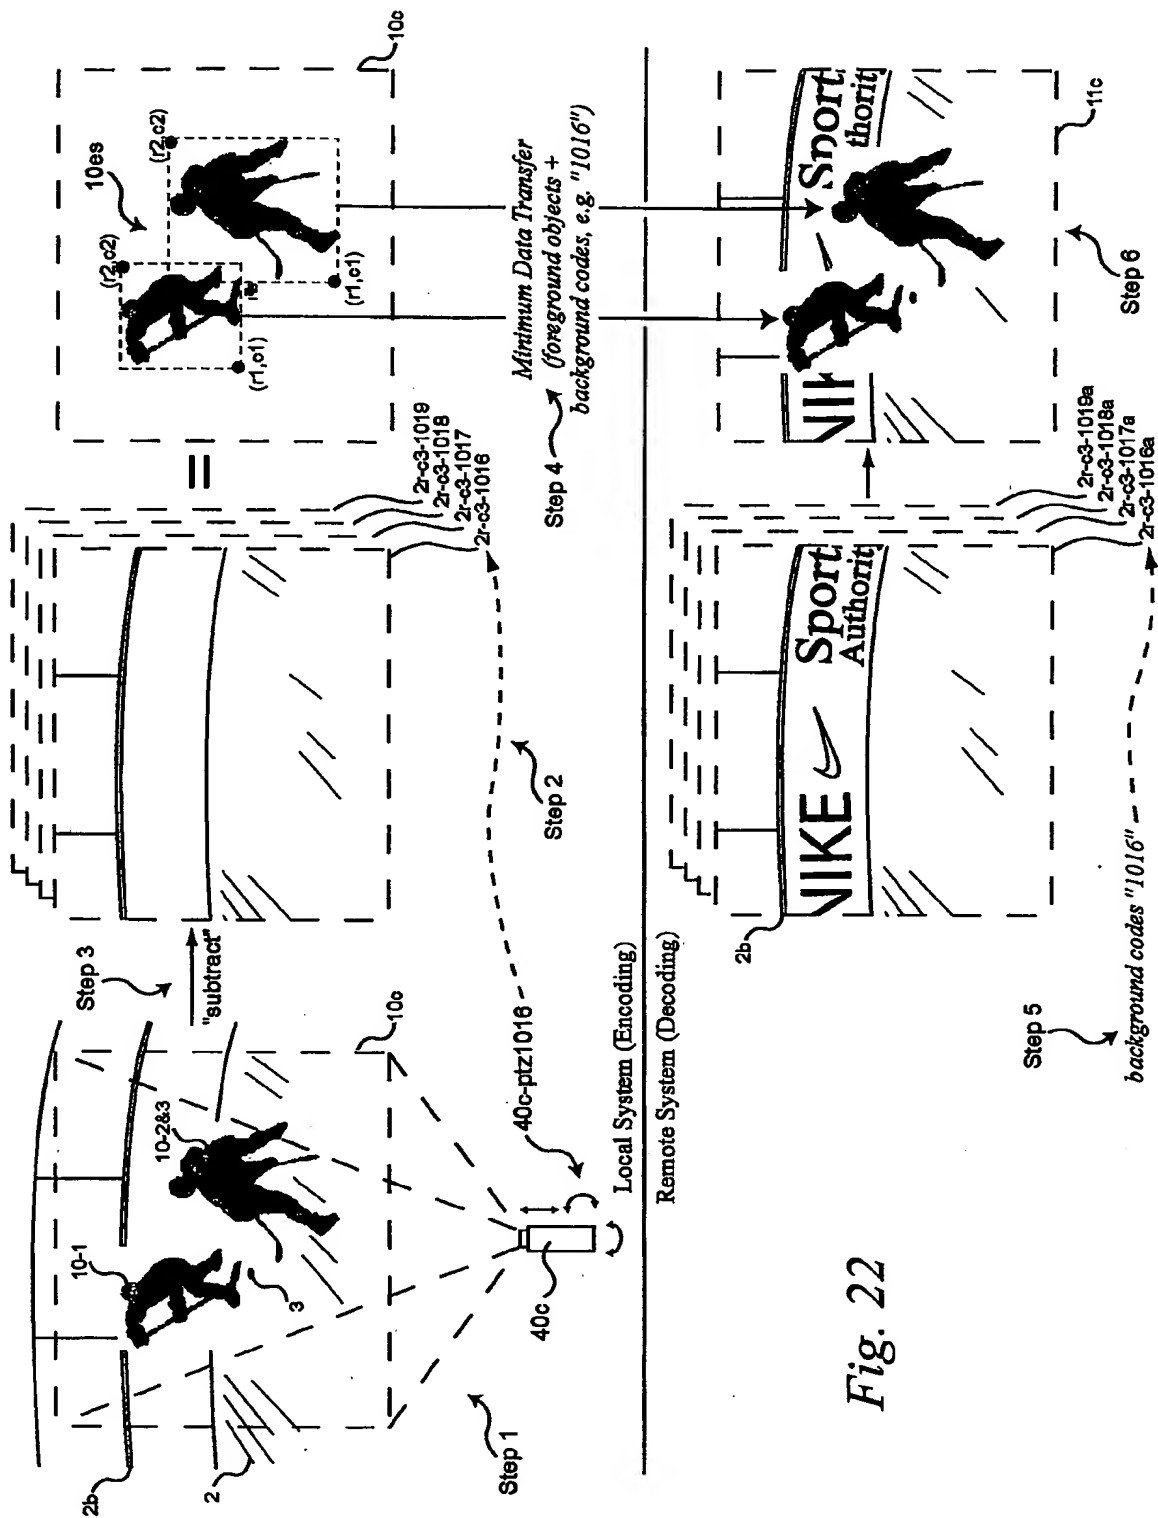 2b
2
Step 1
10-1
3
10-2&3
10c
40c
40c-ptz1016
Step 3
"subtract"
Step 2
2r-c3-1019
2r-c3-1018
2r-c3-1017
2r-c3-1016
=
10es
(r2,c2)
(r1,c1)
(r2,c2)
(r1,c1)
10c
Step 4
Minimum Data Transfer
(foreground objects +
background codes, e.g. "1016")
Local System (Encoding)
Remote System (Decoding)
Step 5
background codes "1016"
2b
NIKE
Sport
Authorit
2r-c3-1019a
2r-c3-1018a
2r-c3-1017a
2r-c3-1016a
NIK
Sport
thorit
Step 6
11c
Fig. 22